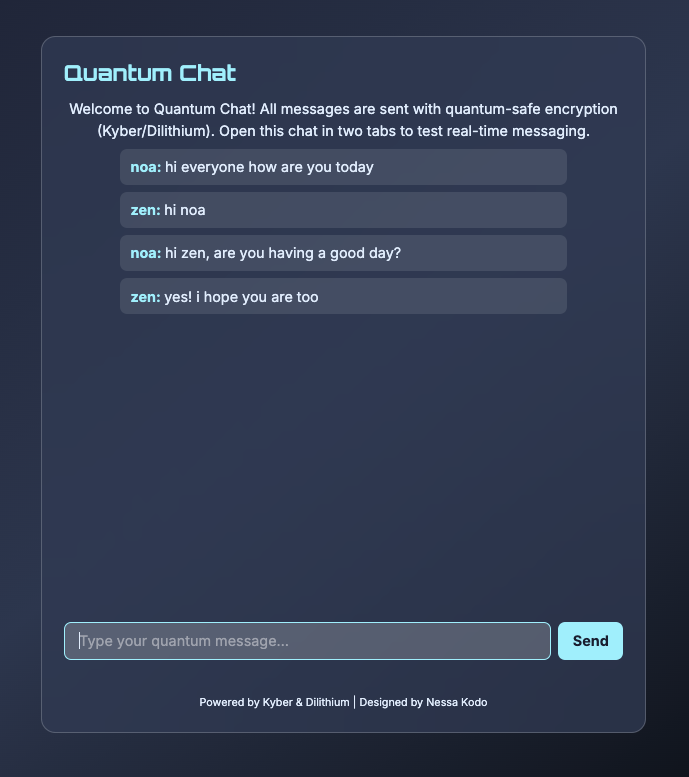 Quantum Chat
Welcome to Quantum Chat! All messages are sent with quantum-safe encryption
(Kyber/Dilithium). Open this chat in two tabs to test real-time messaging.
noa: hi everyone how are you today
zen: hi noa
noa: hi zen, are you having a good day?
zen: yes! i hope you are too
Type your quantum message...
Send
Powered by Kyber & Dilithium | Designed by Nessa Kodo